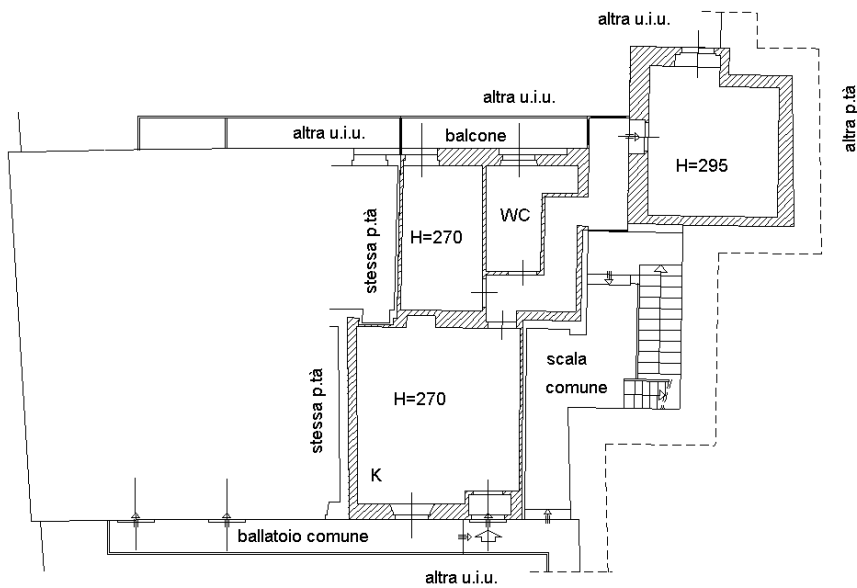 altra u.i.u.
altra p.tà
altra u.i.u.
altra u.i.u.
balcone
H=295
WC
H=270
stessa p.tà
scala
comune
H=270
stessa p.tà
K
ballatoio comune
altra u.i.u.